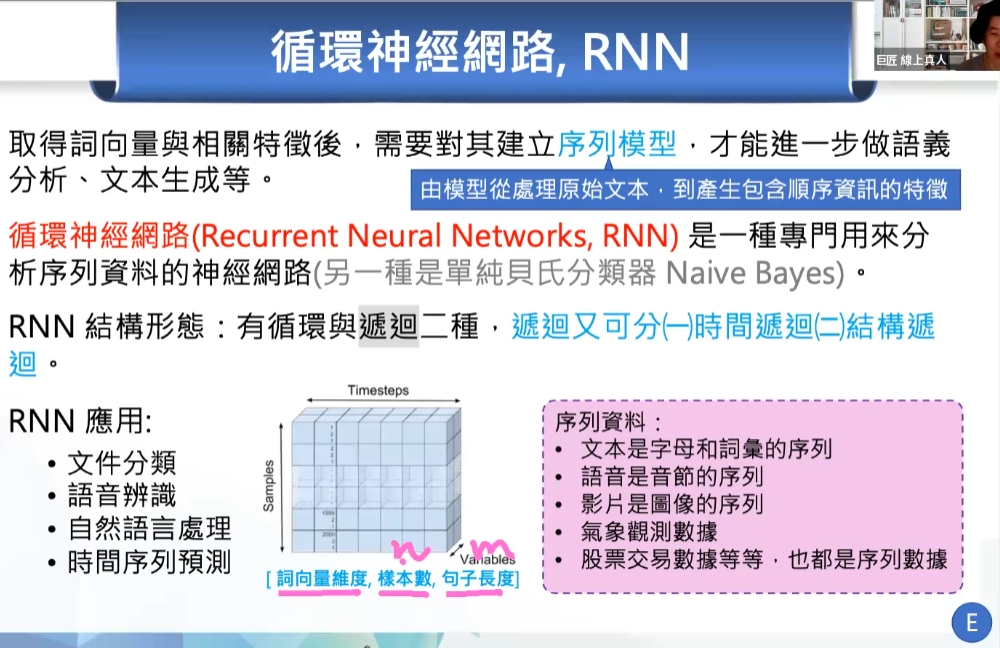 循環神經網路, RNN
巨匠 線上真人
取得詞向量與相關特徵後，需要對其建立序列模型，才能進一步做語義
分析、文本生成等。
由模型從處理原始文本，到產生包含順序資訊的特徵
循環神經網路(Recurrent Neural Networks, RNN) 是一種專門用來分
析序列資料的神經網路(另一種是單純貝氏分類器 Naive Bayes)。
RNN 結構形態：有循環與遞迴二種，遞迴又可分㈠時間遞迴㈡結構遞
迴。
RNN 應用:
• 文件分類
• 語音辨識
• 自然語言處理
• 時間序列預測
Timesteps
Samples
n m
Variables
[ 詞向量維度, 樣本數, 句子長度]
序列資料：
• 文本是字母和詞彙的序列
• 語音是音節的序列
• 影片是圖像的序列
• 氣象觀測數據
• 股票交易數據等等，也都是序列數據
E